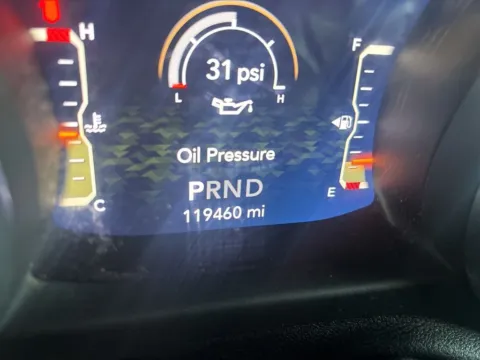 H F
31 psi
L H
Oil Pressure
PRND
E
119460 mi
C